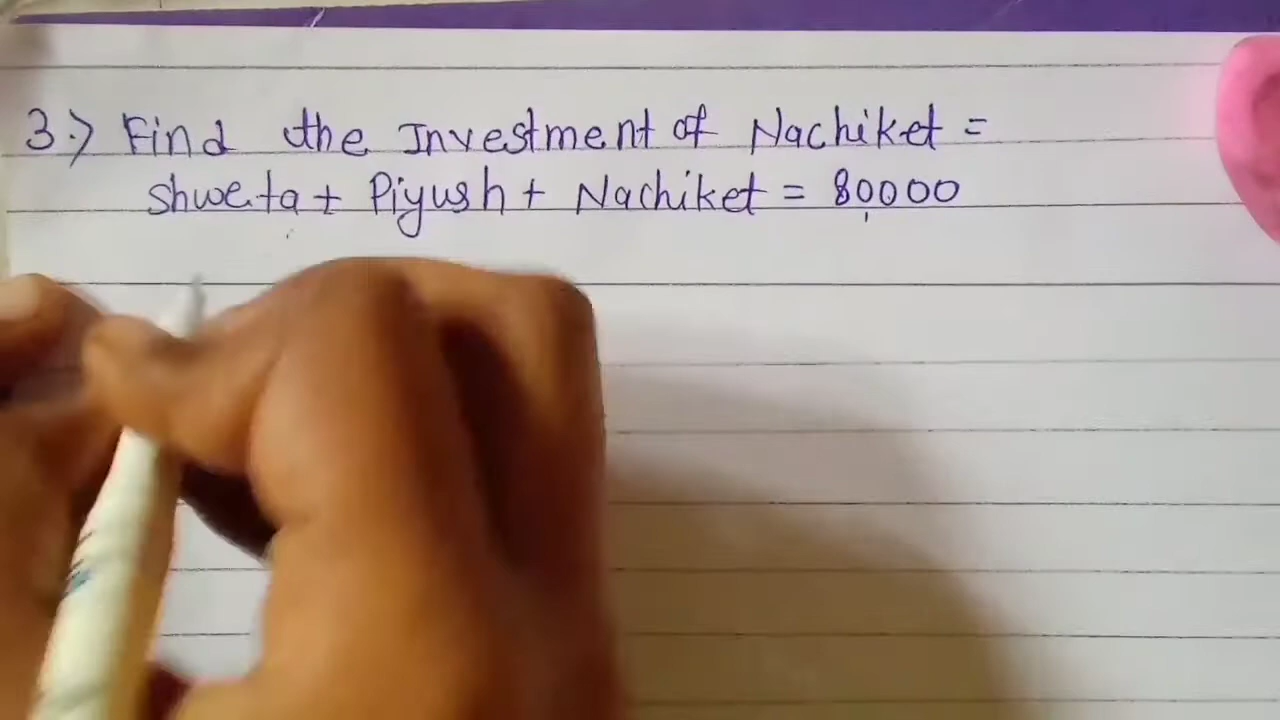 3.) Find the Investment of Nachiket =
Shweta + Piyush + Nachiket = 80000